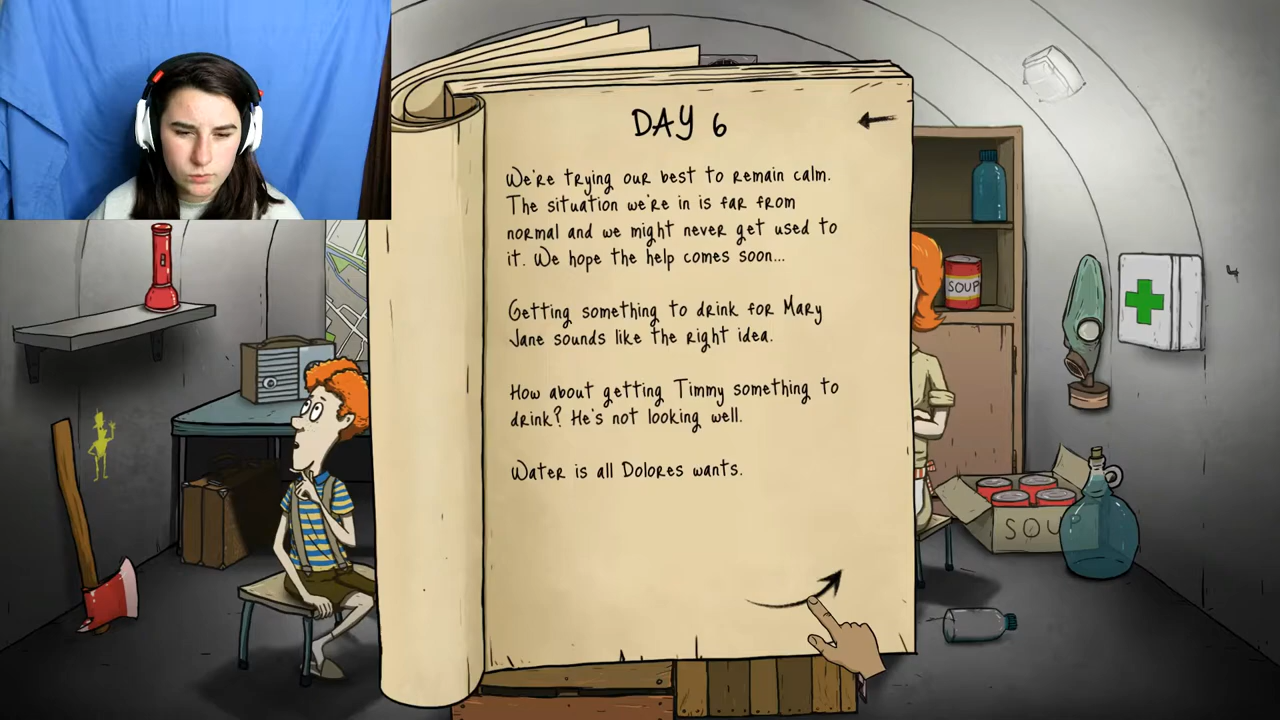 DAY 6
We're trying our best to remain calm.
The situation we're in is far from
normal and we might never get used to
it. We hope the help comes soon...
Getting something to drink for Mary
Jane sounds like the right idea.
How about getting Timmy something to
drink? He's not looking well.
Water is all Dolores wants.
SOUP
SOU